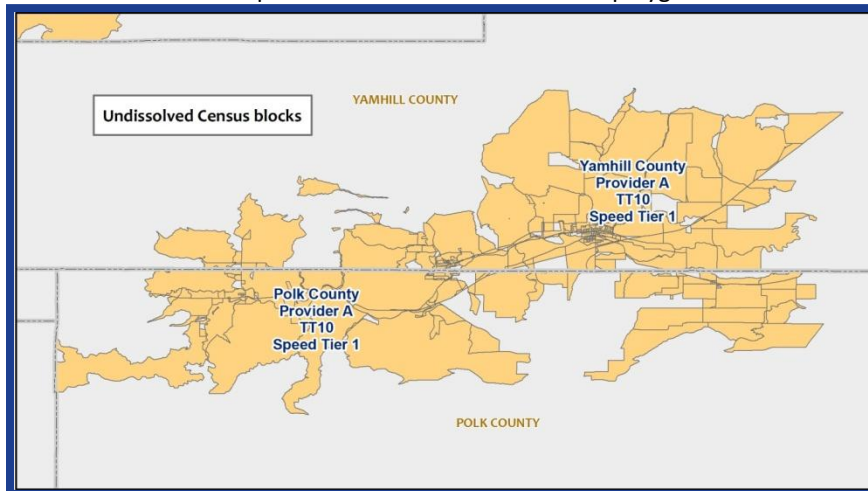 YAMHILL COUNTY
Undissolved Census blocks
Yamhill County
Provider A
TT10
Speed Tier 1
Polk County
Provider A
TT10
Speed Tier 1
POLK COUNTY